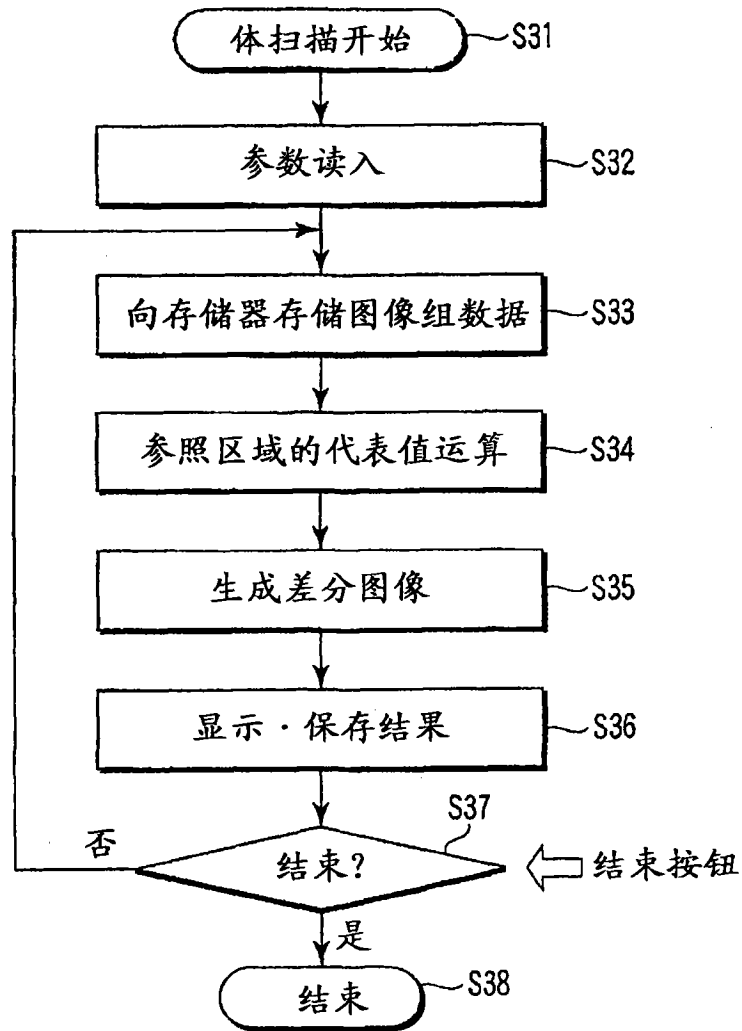 体扫描开始
S31
参数读入
S32
向存储器存储图像组数据
S33
参照区域的代表值运算
S34
生成差分图像
S35
显示·保存结果
S36
S37
否
结束?
结束按钮
是
结束
S38